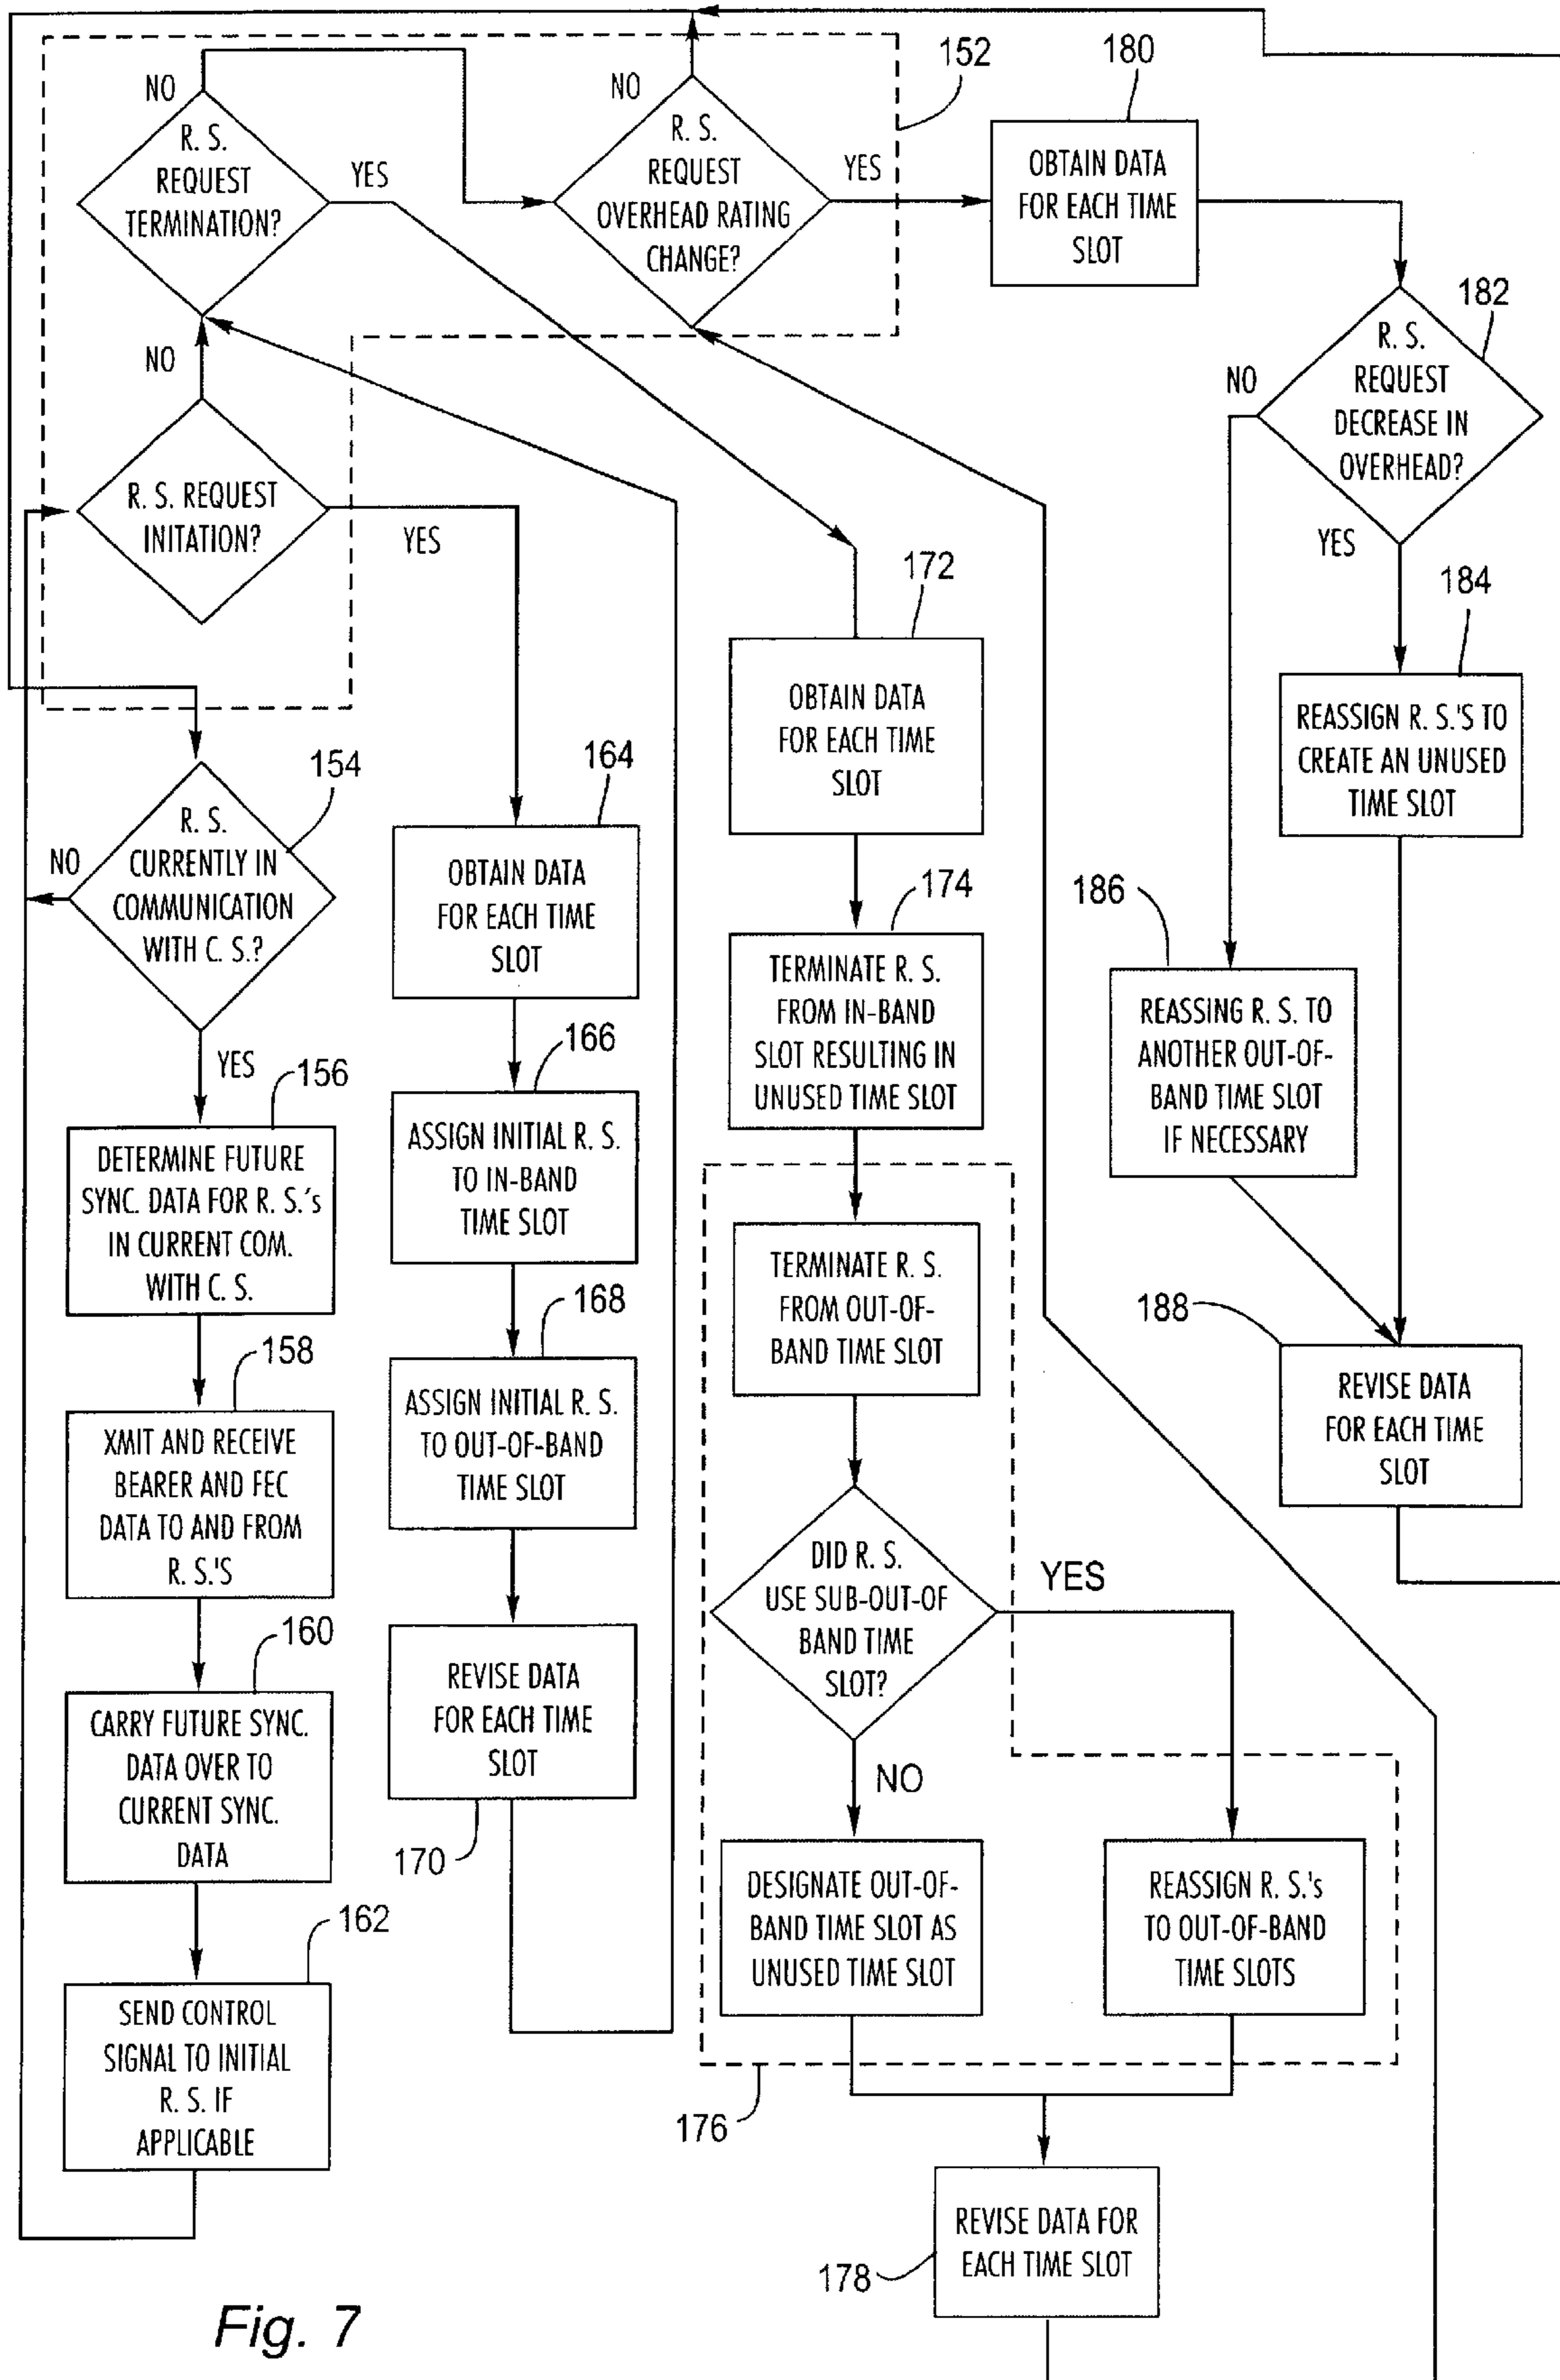 152
180
NO
R. S.
REQUEST
TERMINATION?
YES
NO
R. S.
REQUEST
OVERHEAD RATING
CHANGE?
YES
OBTAIN DATA
FOR EACH TIME
SLOT
182
R. S.
REQUEST
DECREASE IN
OVERHEAD?
NO
YES
NO
R. S. REQUEST
INITATION?
YES
172
OBTAIN DATA
FOR EACH TIME
SLOT
184
REASSIGN R. S.'S TO
CREATE AN UNUSED
TIME SLOT
154
R. S.
CURRENTLY IN
COMMUNICATION
WITH C. S.?
NO
YES
164
OBTAIN DATA
FOR EACH TIME
SLOT
174
TERMINATE R. S.
FROM IN-BAND
SLOT RESULTING IN
UNUSED TIME SLOT
186
REASSING R. S. TO
ANOTHER OUT-OF-
BAND TIME SLOT
IF NECESSARY
156
DETERMINE FUTURE
SYNC. DATA FOR R. S.'s
IN CURRENT COM.
WITH C. S.
166
ASSIGN INITIAL R. S.
TO IN-BAND
TIME SLOT
TERMINATE R. S.
FROM OUT-OF-
BAND TIME SLOT
188
REVISE DATA
FOR EACH TIME
SLOT
158
XMIT AND RECEIVE
BEARER AND FEC
DATA TO AND FROM
R. S.'S
168
ASSIGN INITIAL R. S.
TO OUT-OF-BAND
TIME SLOT
DID R. S.
USE SUB-OUT-OF
BAND TIME
SLOT?
YES
NO
160
CARRY FUTURE SYNC.
DATA OVER TO
CURRENT SYNC.
DATA
REVISE DATA
FOR EACH TIME
SLOT
170
DESIGNATE OUT-OF-
BAND TIME SLOT AS
UNUSED TIME SLOT
REASSIGN R. S.'s
TO OUT-OF-BAND
TIME SLOTS
162
SEND CONTROL
SIGNAL TO INITIAL
R. S. IF
APPLICABLE
176
REVISE DATA FOR
EACH TIME SLOT
178
Fig. 7